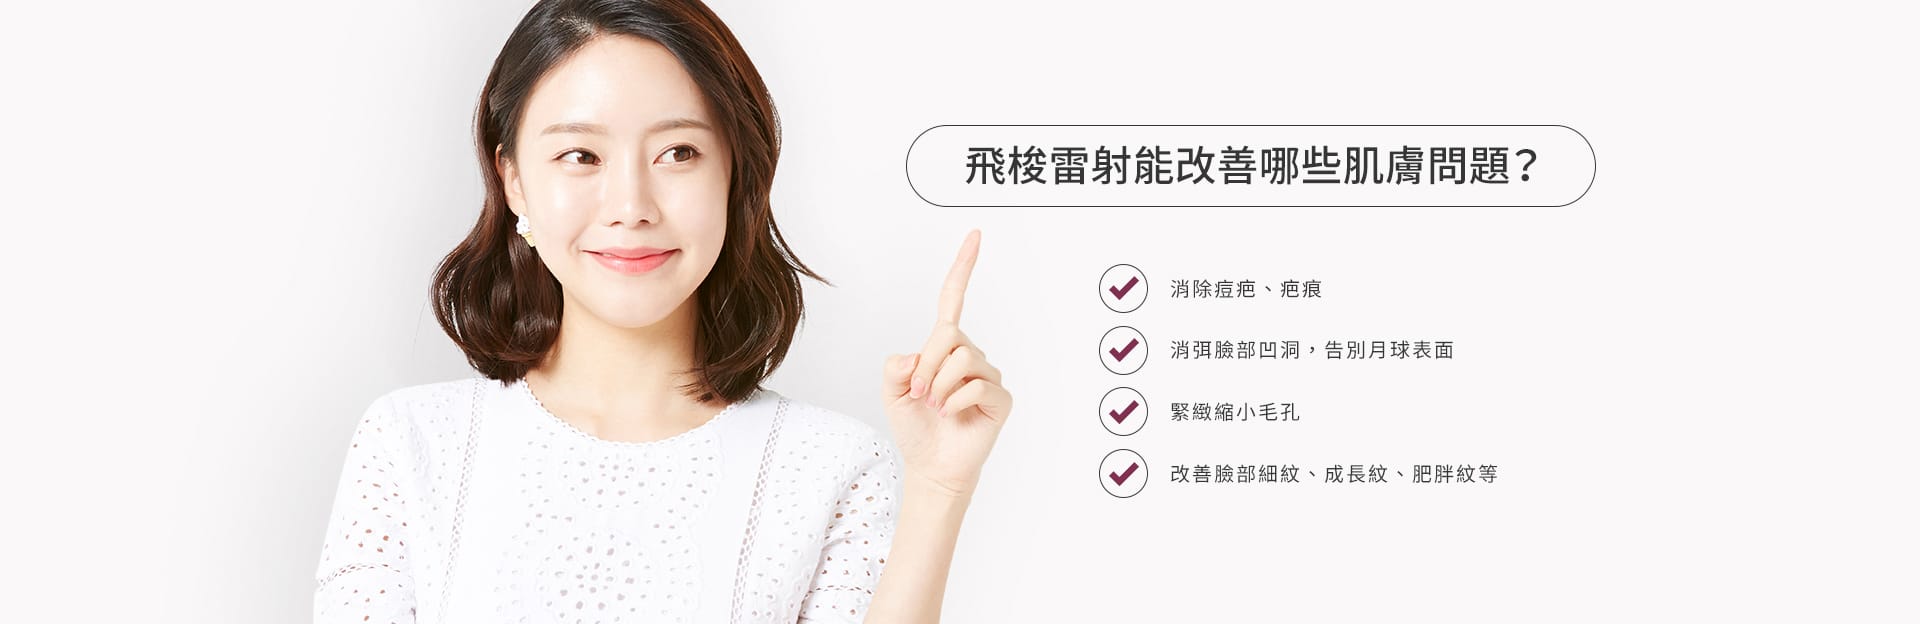 飛梭雷射能改善哪些肌膚問題？
消除痘疤、疤痕
消弭臉部凹洞，告別月球表面
緊緻縮小毛孔
改善臉部細紋、成長紋、肥胖紋等